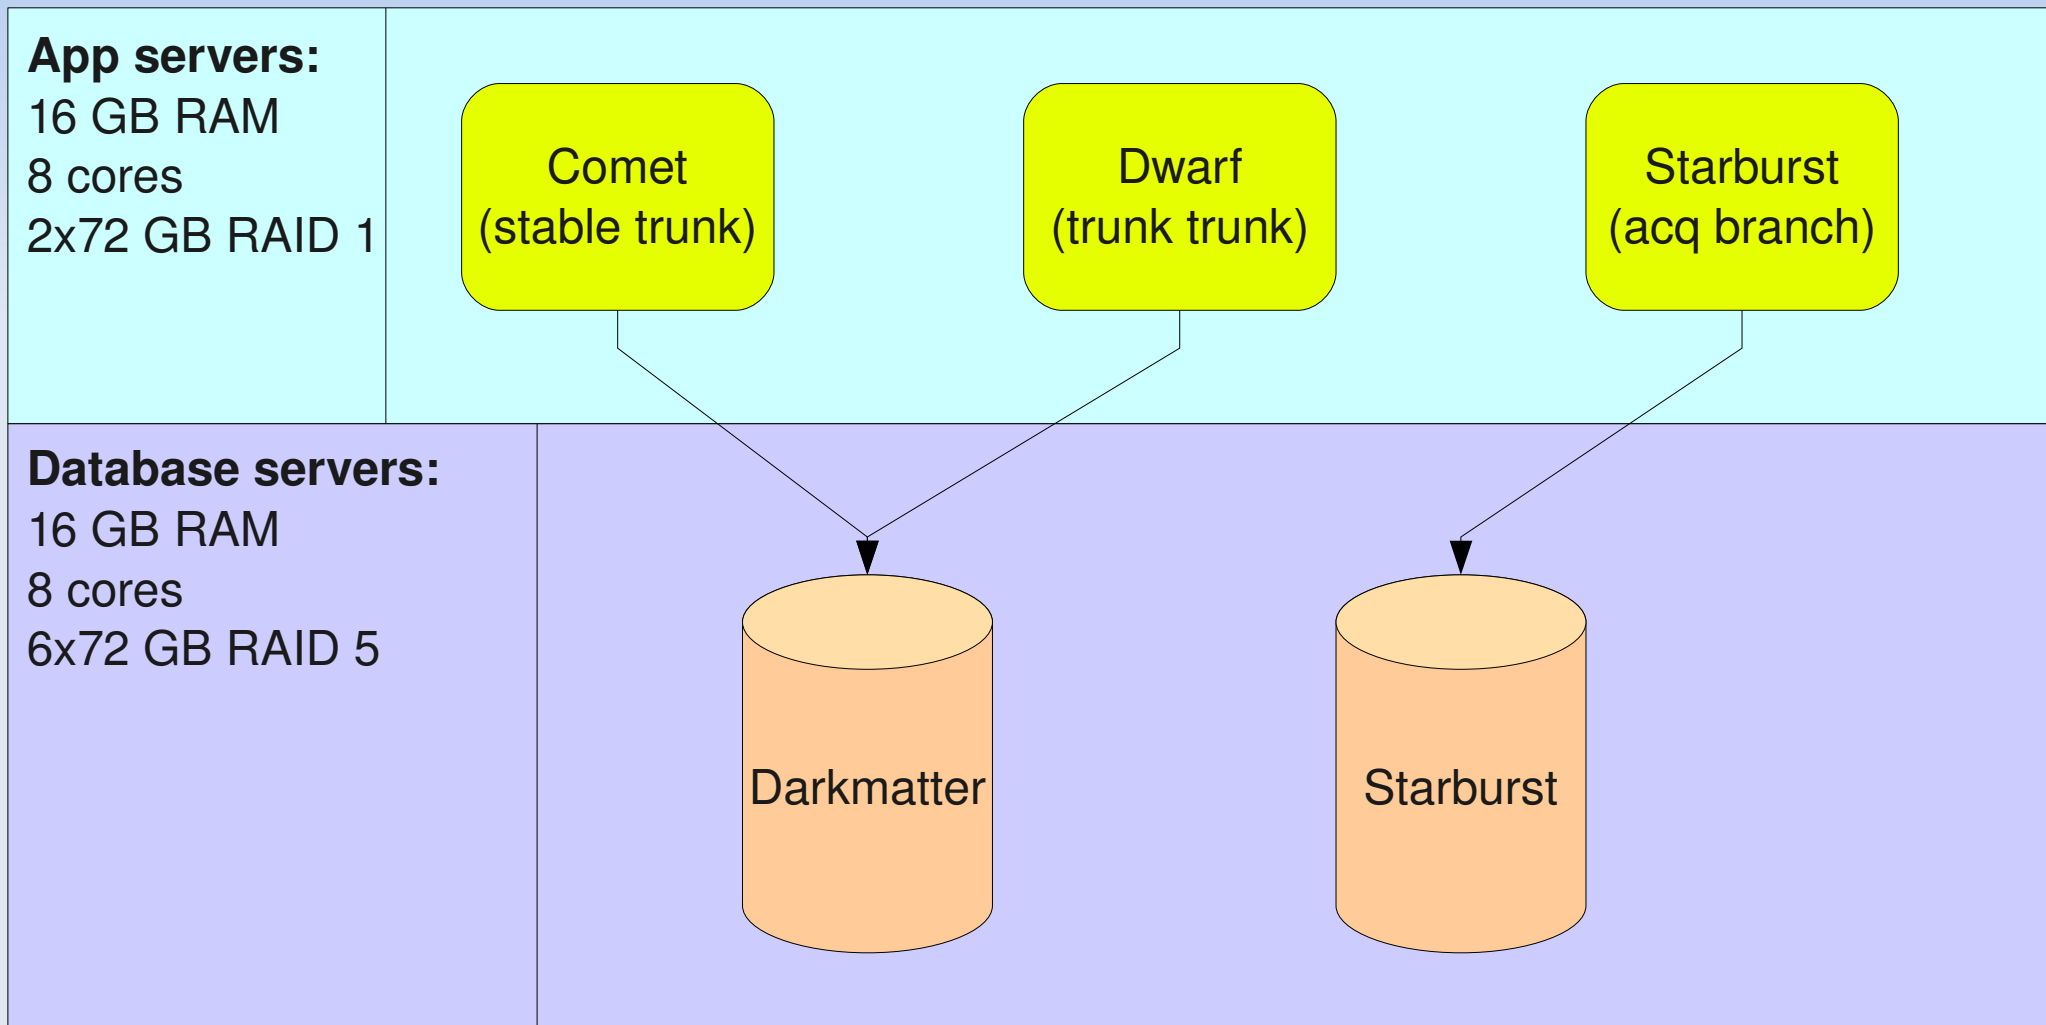 App servers:
16 GB RAM
8 cores
2x72 GB RAID 1
Comet
(stable trunk)
Dwarf
(trunk trunk)
Starburst
(acq branch)
Database servers:
16 GB RAM
8 cores
6x72 GB RAID 5
Darkmatter
Starburst